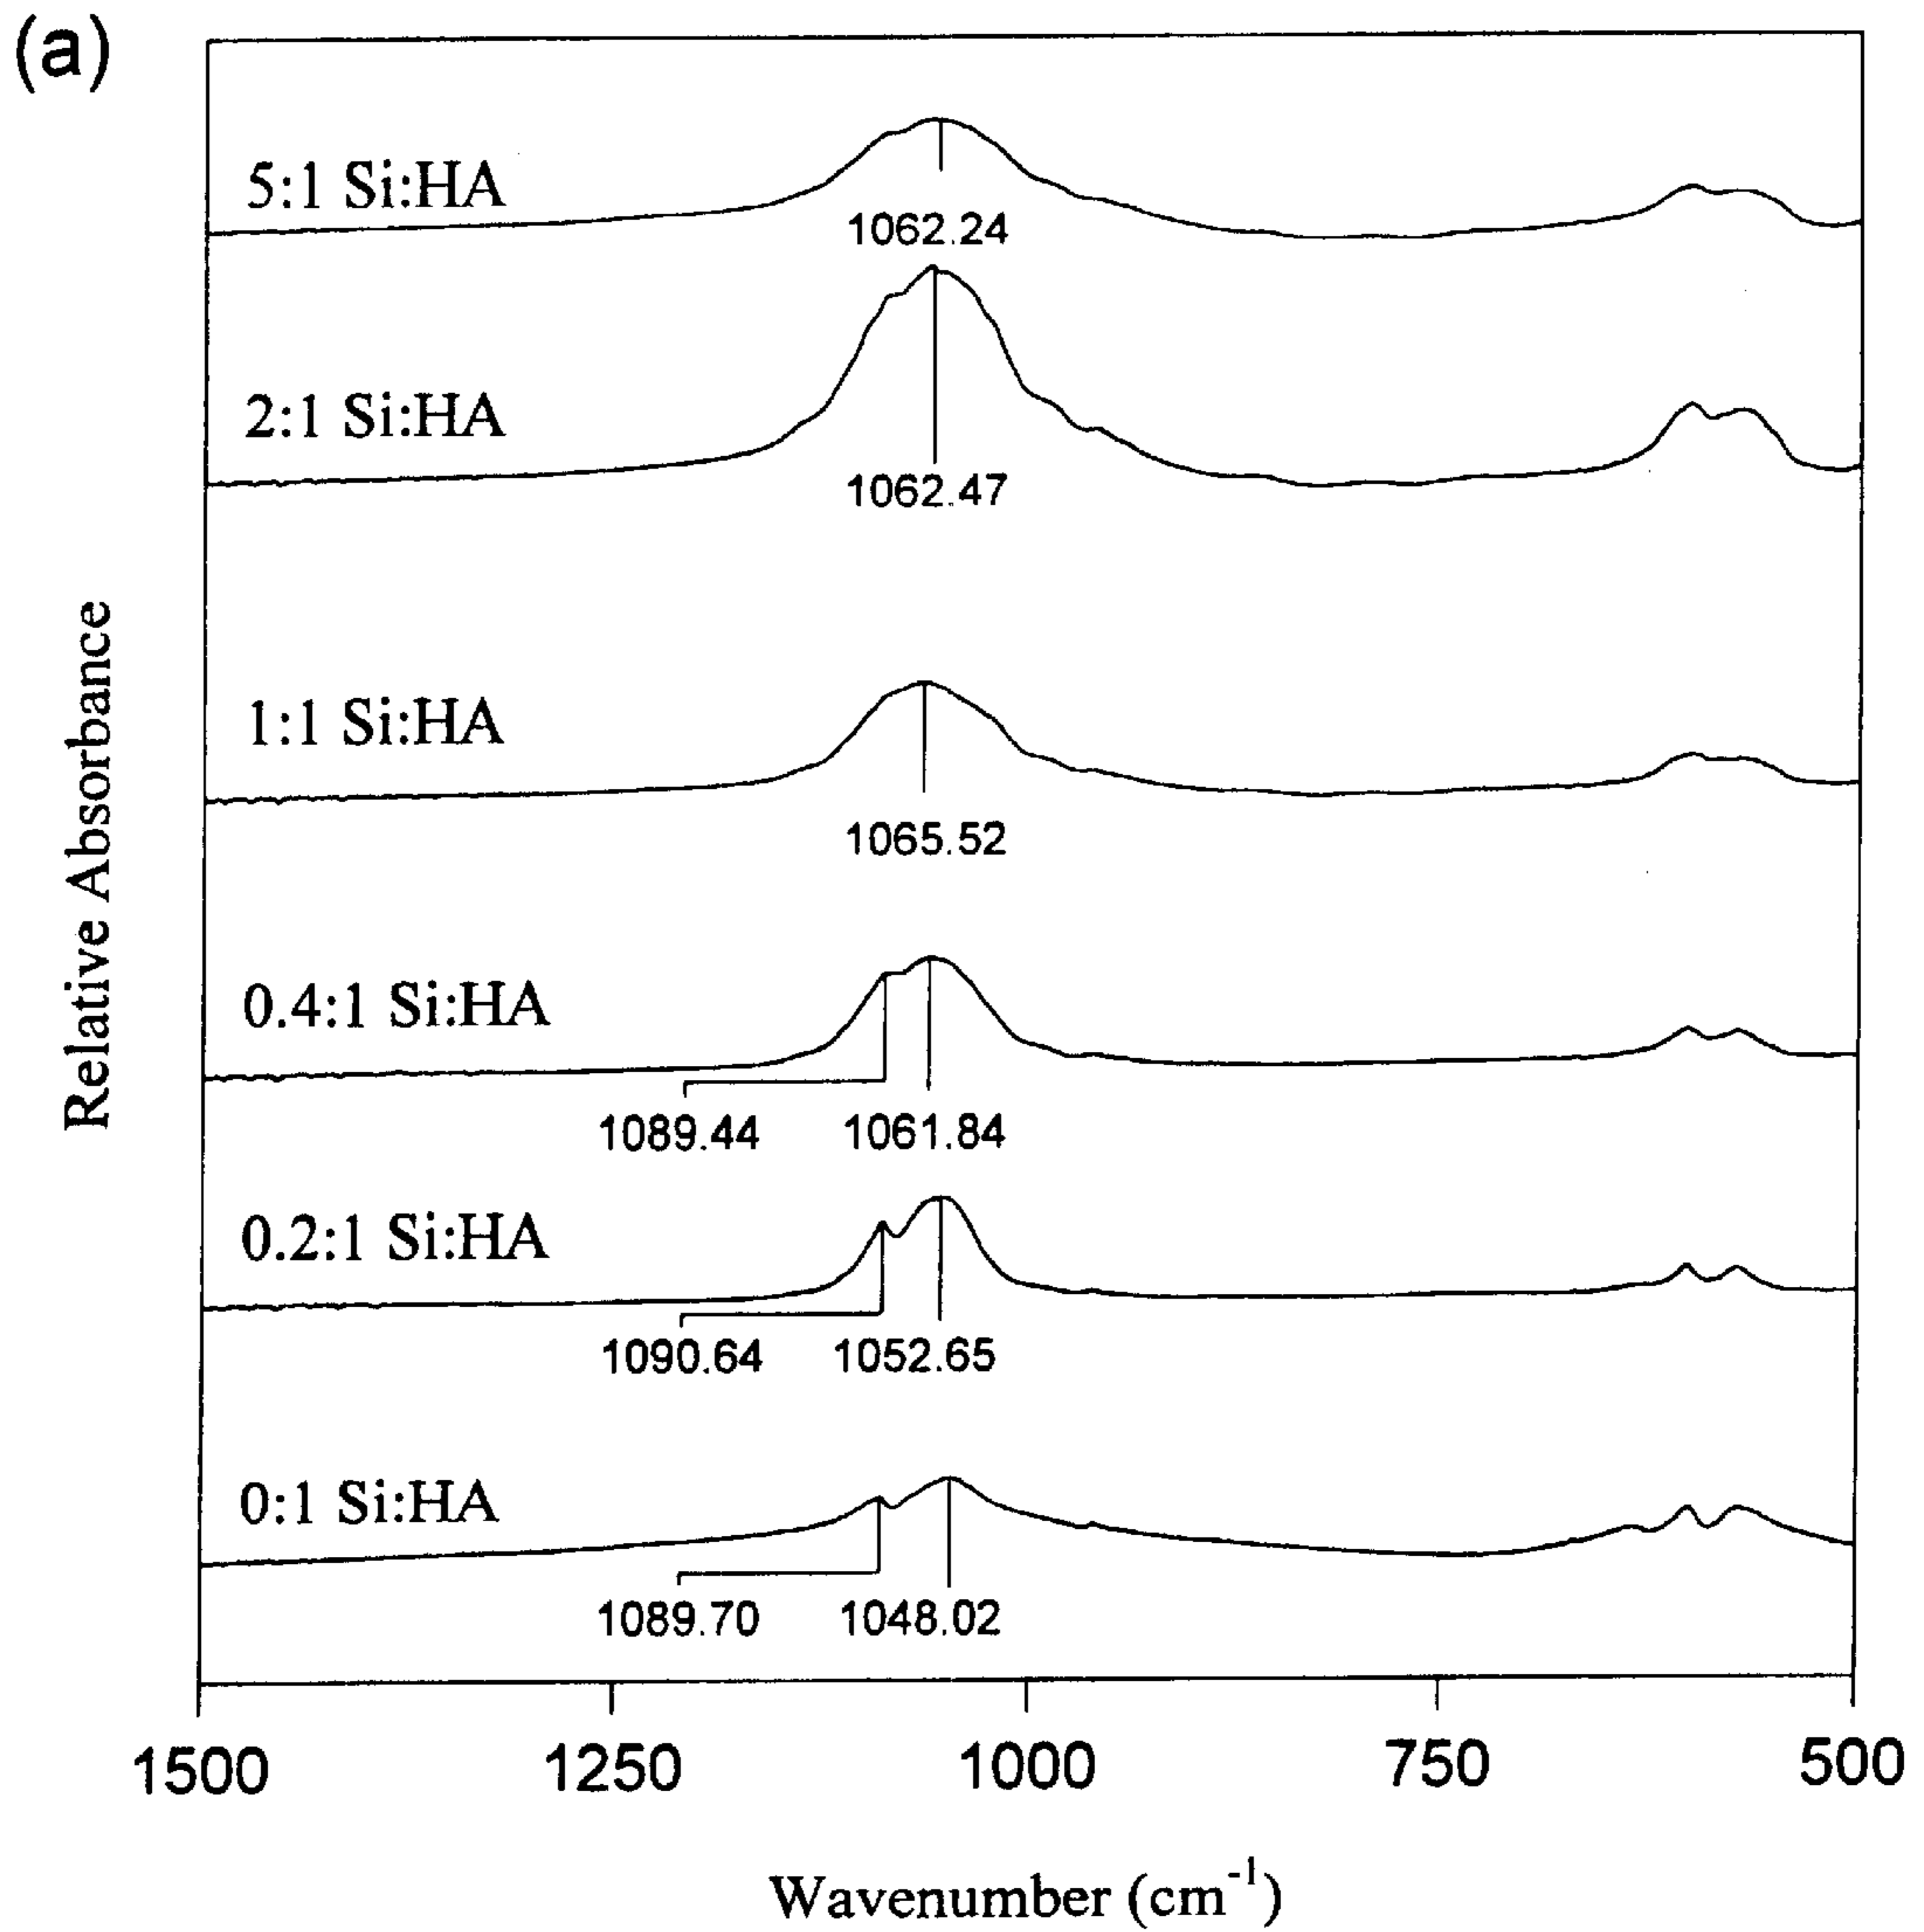 (a)
5:1 Si:HA
1062.24
2:1 Si:HA
1062.47
1:1 Si:HA
1065.52
0.4:1 Si:HA
1089.44 1061.84
0.2:1 Si:HA
1090.64 1052.65
0:1 Si:HA
1089.70 1048.02
Relative Absorbance
1500 1250 1000 750 500
Wavenumber (cm⁻¹)